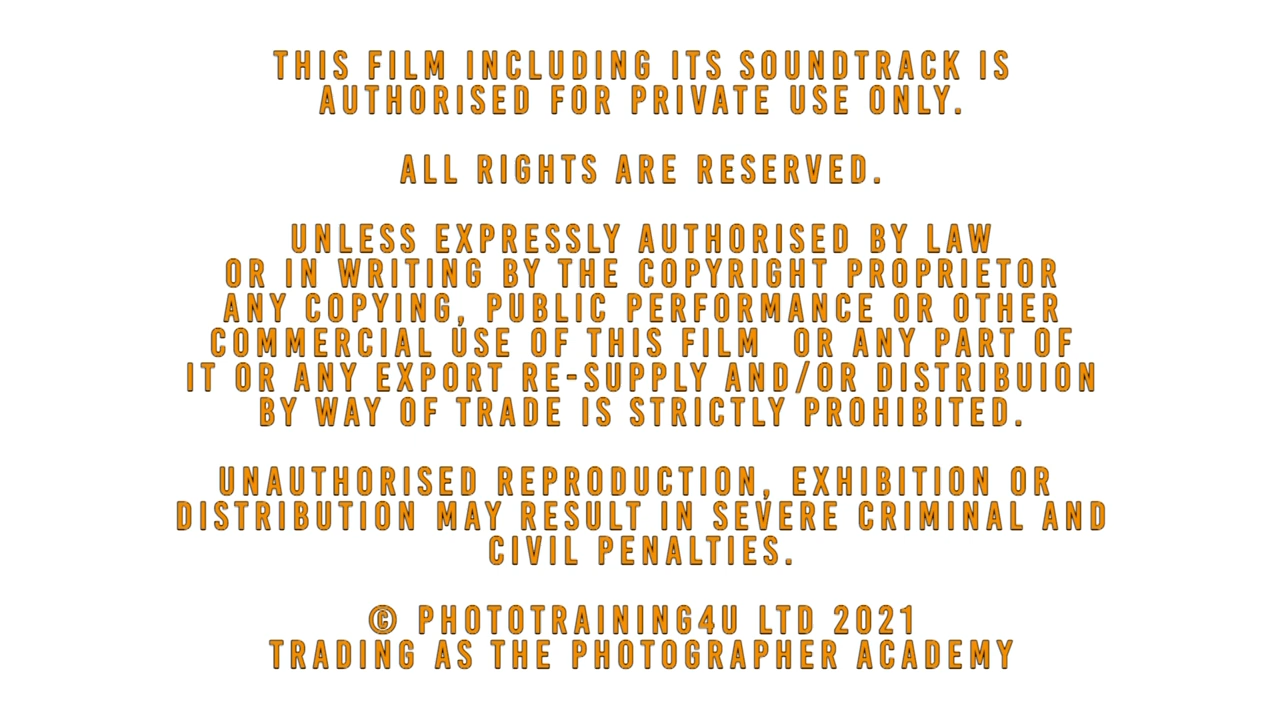 THIS FILM INCLUDING ITS SOUNDTRACK IS
AUTHORISED FOR PRIVATE USE ONLY.
ALL RIGHTS ARE RESERVED.
UNLESS EXPRESSLY AUTHORISED BY LAW
OR IN WRITING BY THE COPYRIGHT PROPRIETOR
ANY COPYING, PUBLIC PERFORMANCE OR OTHER
COMMERCIAL USE OF THIS FILM  OR ANY PART OF
IT OR ANY EXPORT RE-SUPPLY AND/OR DISTRIBUION
BY WAY OF TRADE IS STRICTLY PROHIBITED.
UNAUTHORISED REPRODUCTION, EXHIBITION OR
DISTRIBUTION MAY RESULT IN SEVERE CRIMINAL AND
CIVIL PENALTIES.
© PHOTOTRAINING4U LTD 2021
TRADING AS THE PHOTOGRAPHER ACADEMY